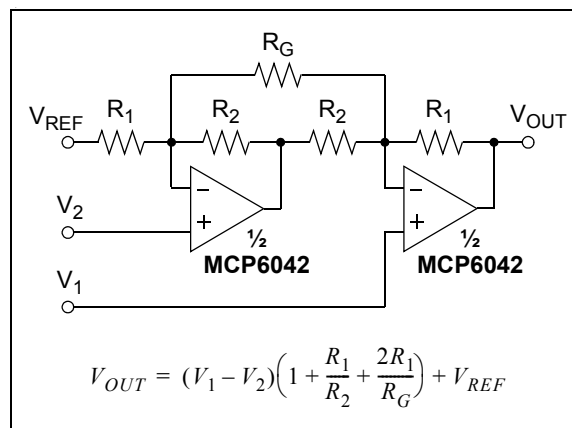 R_G
V_REF R_1 R_2 R_2 R_1 V_OUT
V_2 − + − +
½ ½
MCP6042 MCP6042
V_1
V_OUT = (V_1 – V_2)(1 + R_1/R_2 + 2R_1/R_G) + V_REF